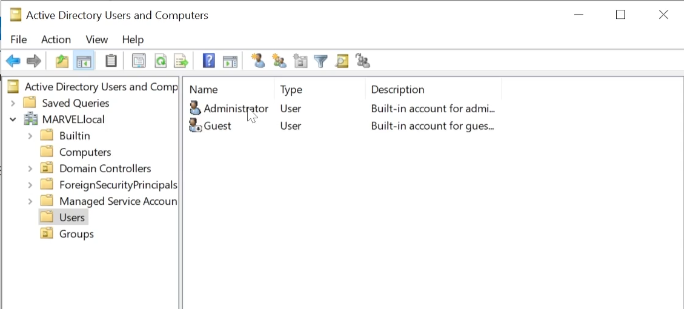 Active Directory Users and Computers
File Action View Help
Active Directory Users and Comp
Saved Queries
MARVEL.local
Builtin
Computers
Domain Controllers
ForeignSecurityPrincipals
Managed Service Accoun
Users
Groups
Name Type Description
Administrator User Built-in account for admi...
Guest User Built-in account for gues...